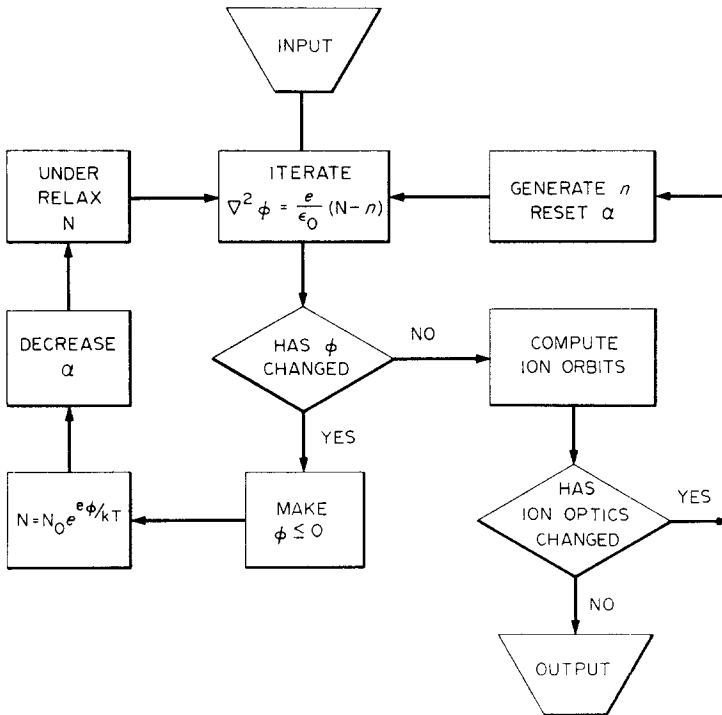 INPUT
UNDER
RELAX
N
ITERATE
∇²ϕ = e/ε₀ (N−n)
GENERATE n
RESET α
DECREASE
α
HAS ϕ
CHANGED
NO
COMPUTE
ION ORBITS
YES
N=N₀e^eϕ/kT
MAKE
ϕ ≤ 0
HAS
ION OPTICS
CHANGED
YES
NO
OUTPUT